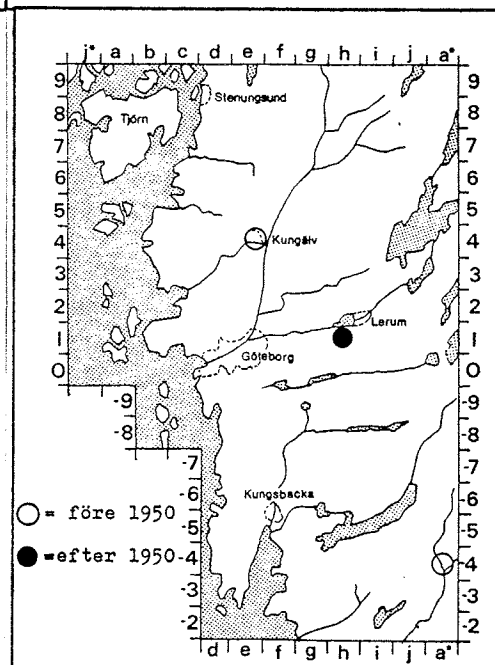 j* a b c d e f g h i j a*
9 9
Stenungsund
8 Tjörn 8
7 7
6 6
5 5
4 Kungälv 4
3 3
2 2
Lerum
1 Göteborg 1
0 0
-9 -9
-8 -8
-7 -7
Kungsbacka
-6 -6
= före 1950
-5 -5
=efter 1950 -4 -4
-3 -3
-2 -2
d e f g h i j a*